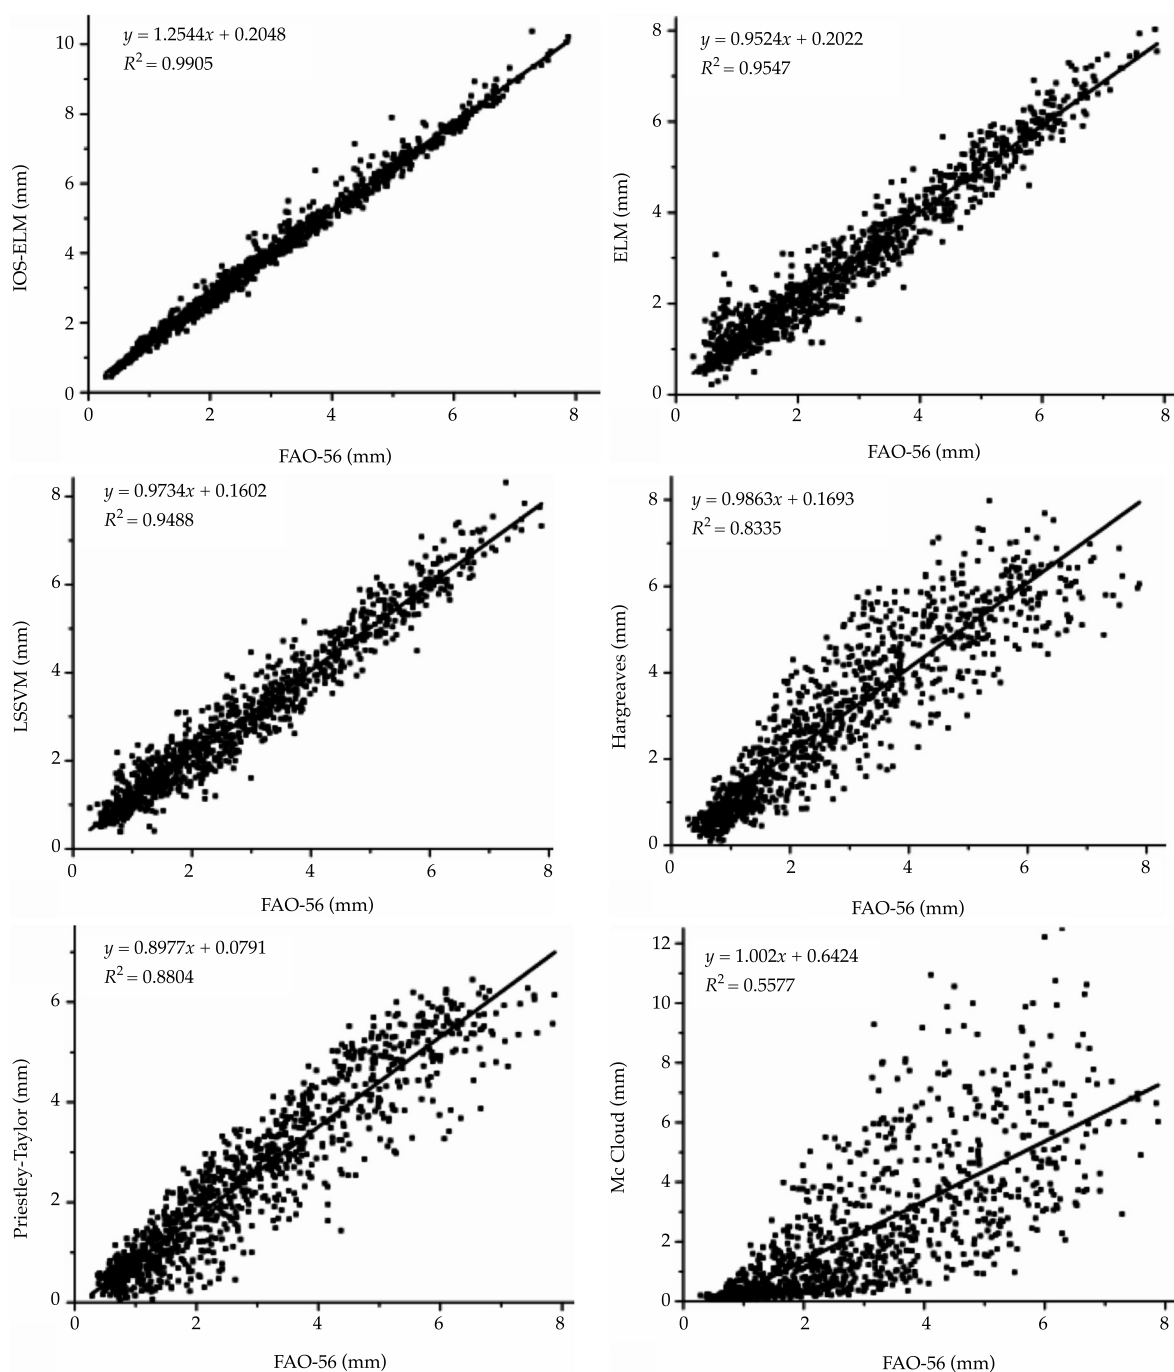 y = 1.2544x + 0.2048
R² = 0.9905
10
8
6
4
2
0
IOS-ELM (mm)
0 2 4 6 8
FAO-56 (mm)
y = 0.9524x + 0.2022
R² = 0.9547
8
6
4
2
0
ELM (mm)
0 2 4 6 8
FAO-56 (mm)
y = 0.9734x + 0.1602
R² = 0.9488
8
6
4
2
0
LSSVM (mm)
0 2 4 6 8
FAO-56 (mm)
y = 0.9863x + 0.1693
R² = 0.8335
8
6
4
2
0
Hargreaves (mm)
0 2 4 6 8
FAO-56 (mm)
y = 0.8977x + 0.0791
R² = 0.8804
6
4
2
0
Priestley-Taylor (mm)
0 2 4 6 8
FAO-56 (mm)
y = 1.002x + 0.6424
R² = 0.5577
12
10
8
6
4
2
0
Mc Cloud (mm)
0 2 4 6 8
FAO-56 (mm)